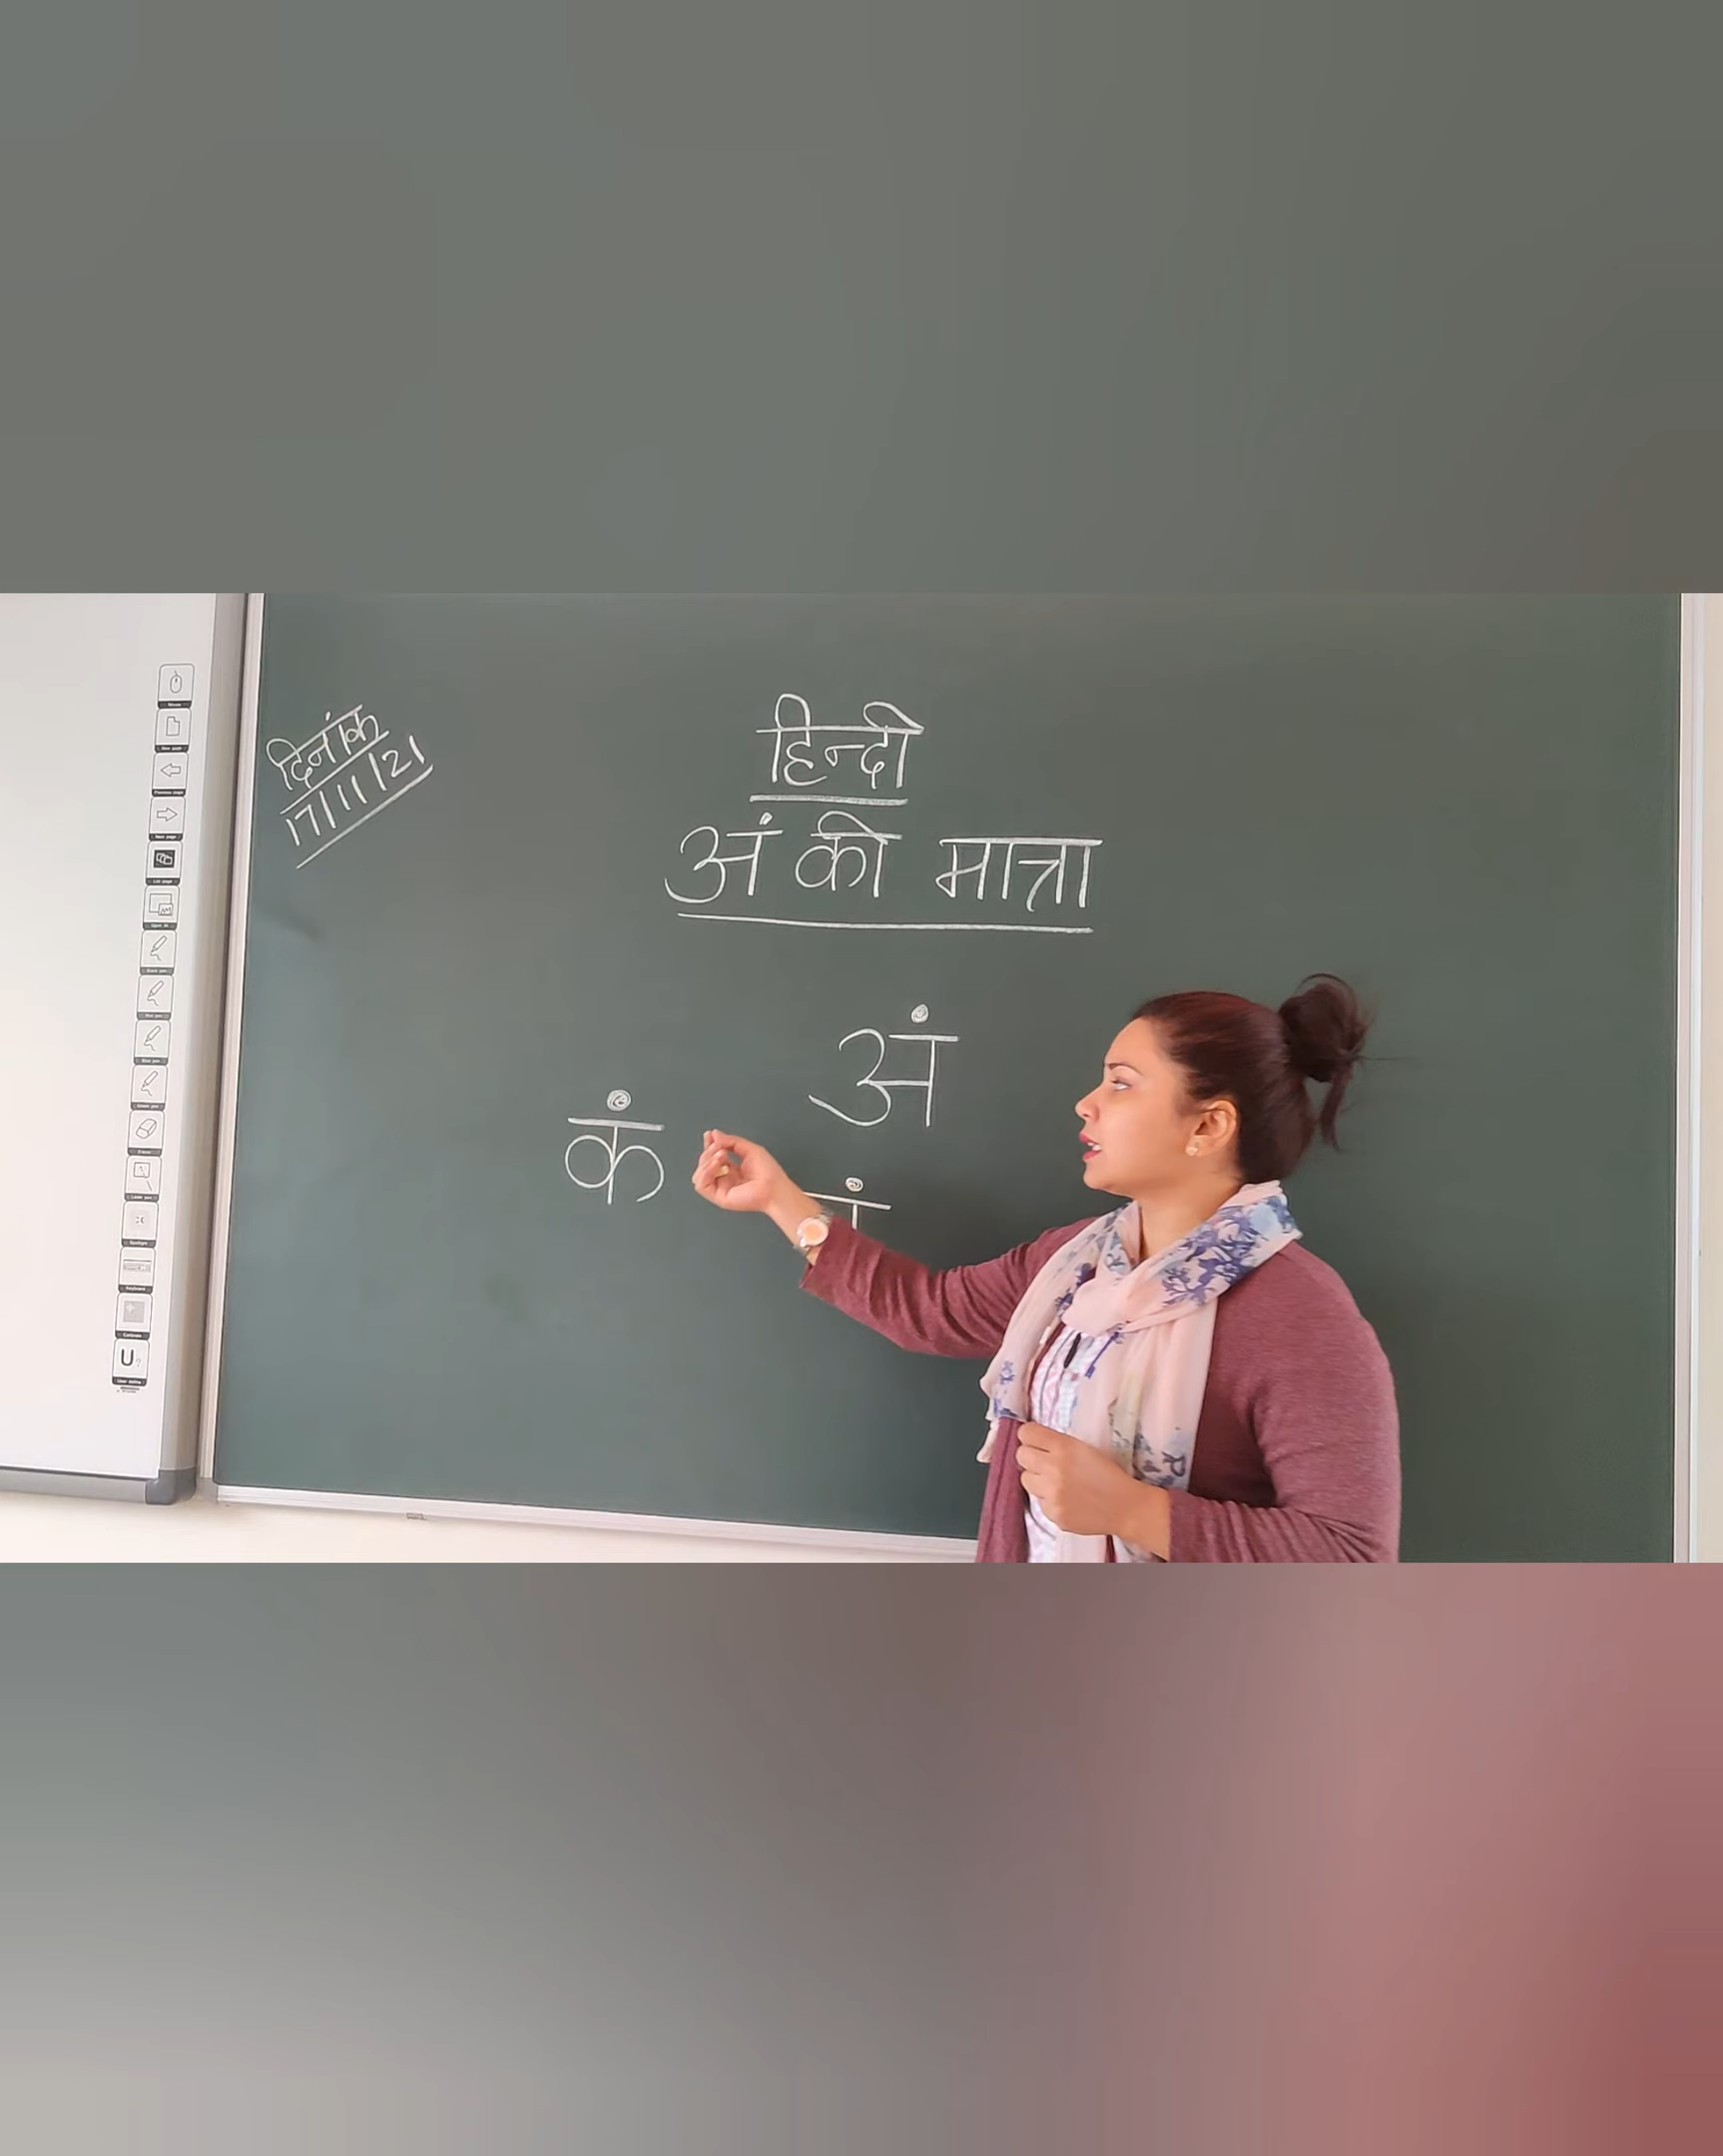 दिनांक
17/11/21
हिन्दी
अं की मात्रा
अं
कं
U